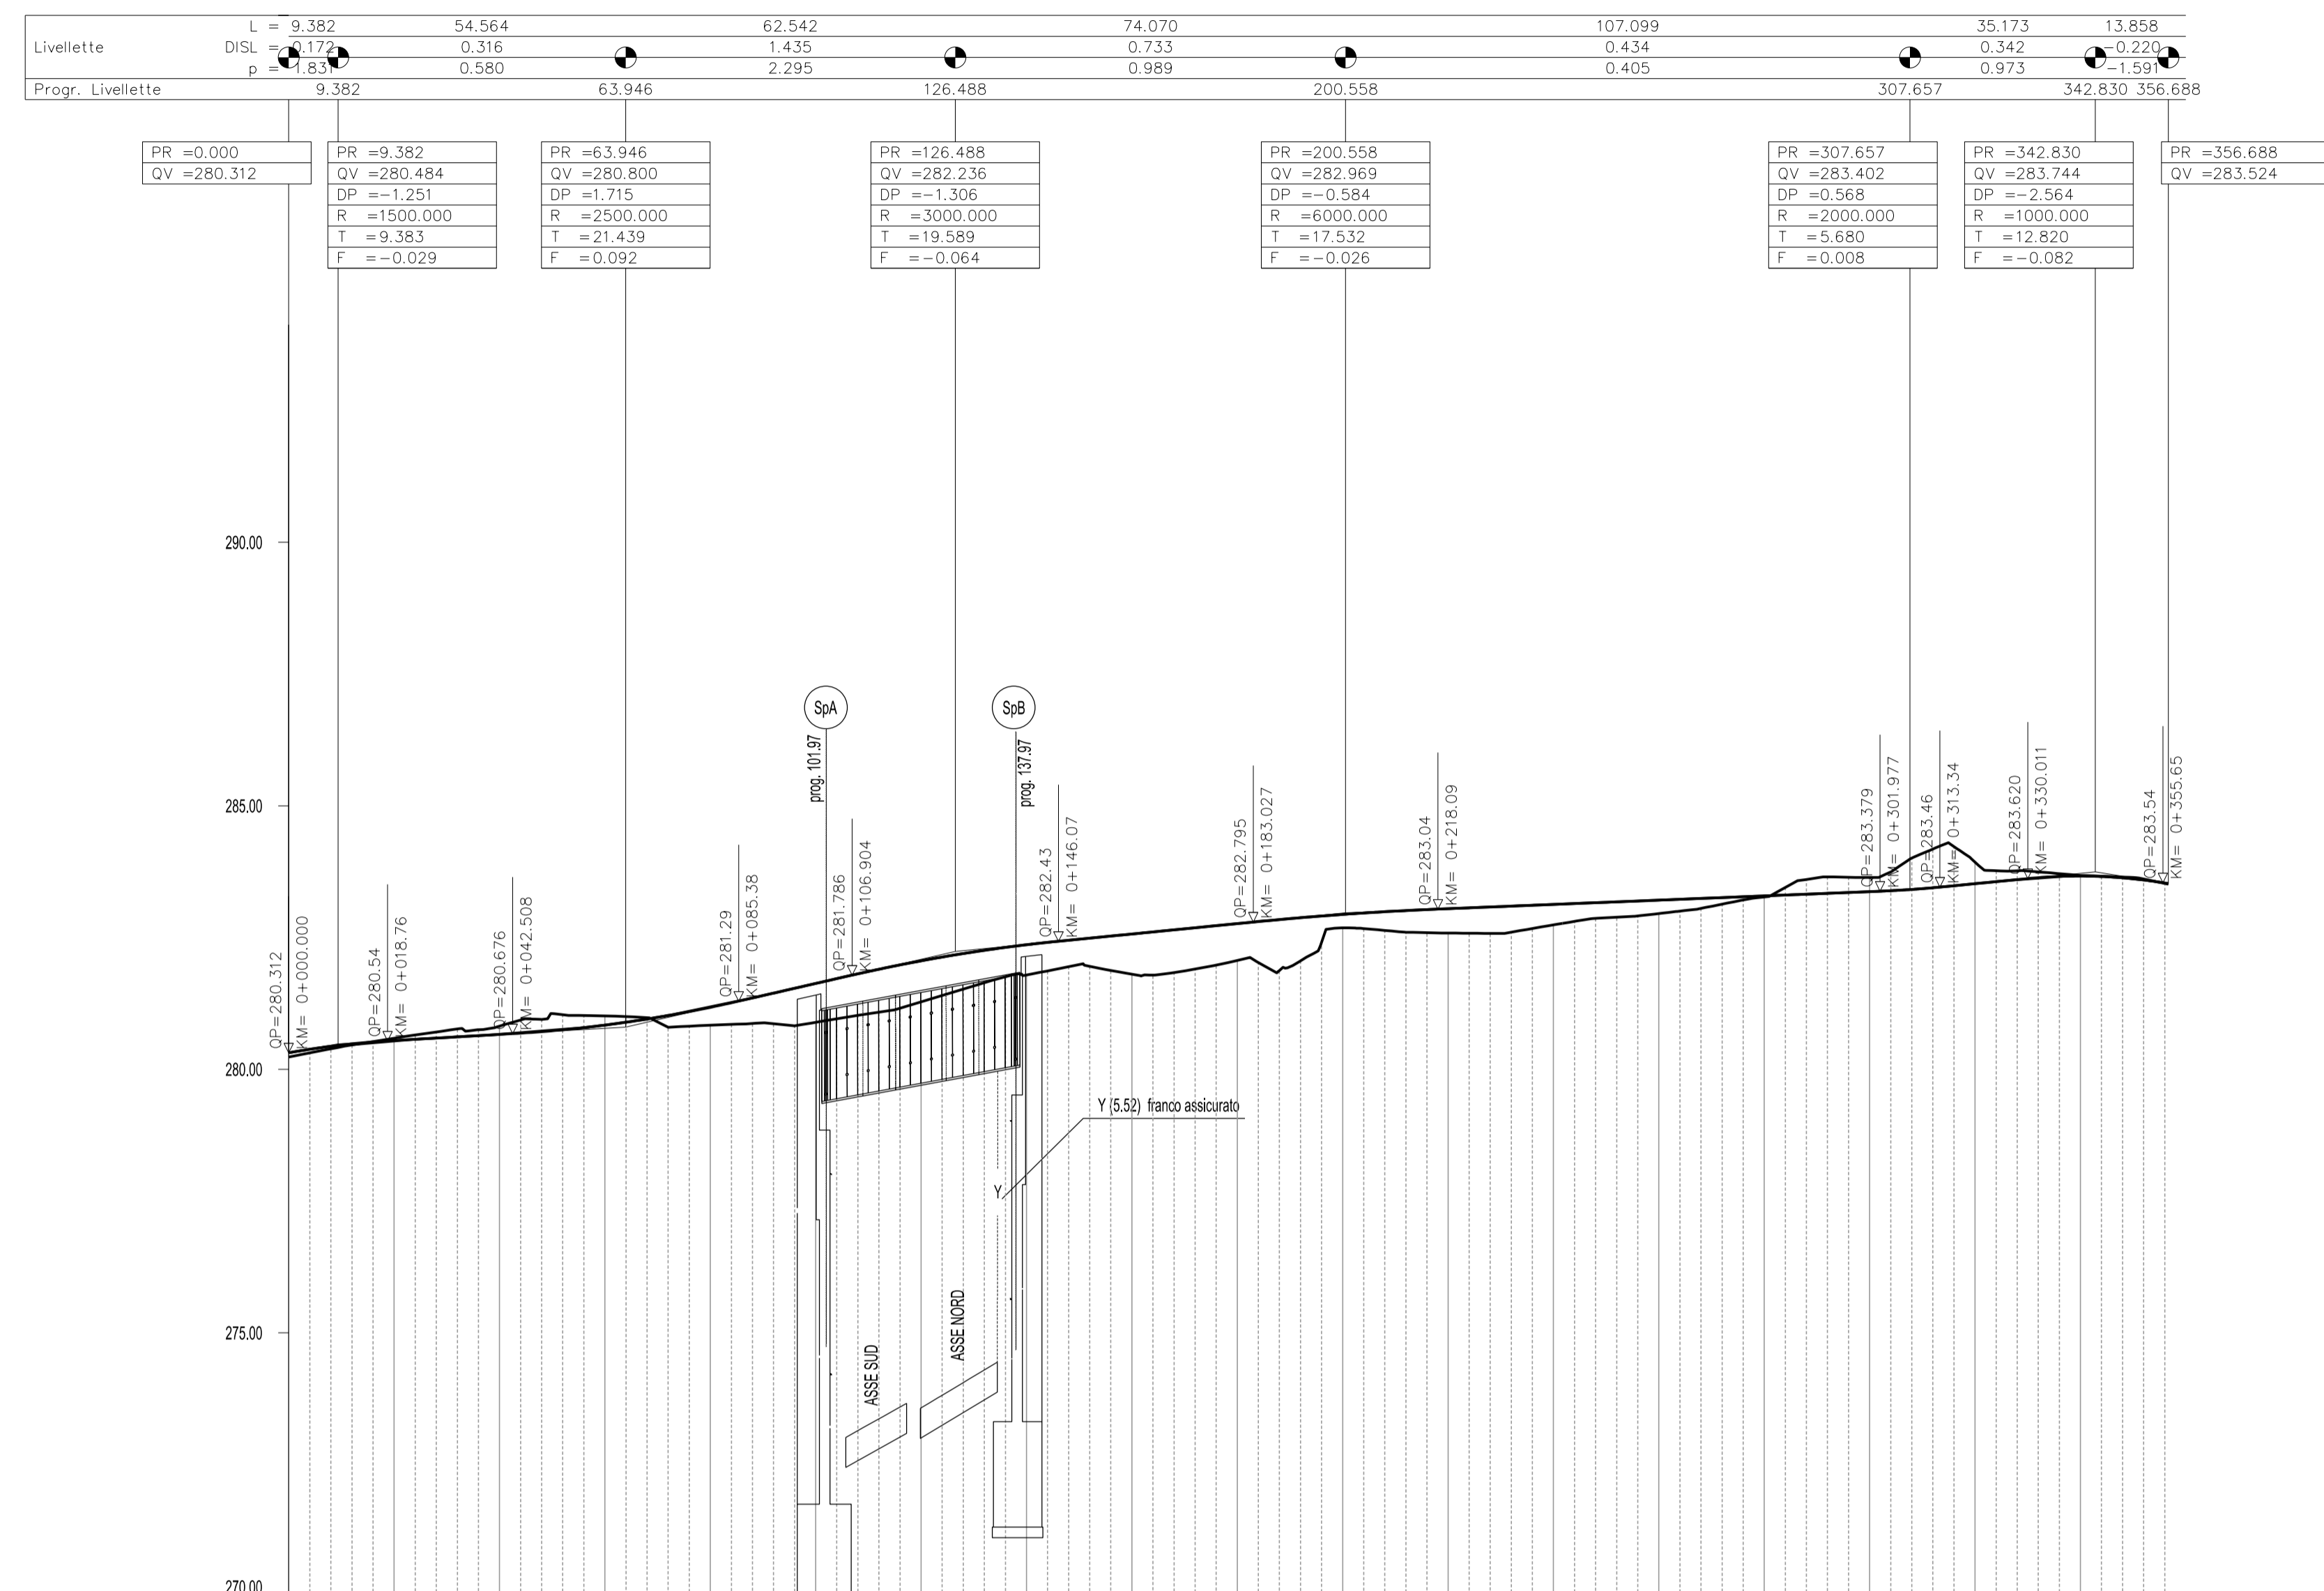 L = 9.382 54.564 62.542 74.070 107.099 35.173 13.858
Livellette DISL = 0.172 0.316 1.435 0.733 0.434 0.342 -0.220
p = 1.831 0.580 2.295 0.989 0.405 0.973 -1.591
Progr. Livellette 9.382 63.946 126.488 200.558 307.657 342.830 356.688
PR =0.000
QV =280.312
PR =9.382
QV =280.484
DP =-1.251
R =1500.000
T =9.383
F =-0.029
PR =63.946
QV =280.800
DP =1.715
R =2500.000
T =21.439
F =0.092
PR =126.488
QV =282.236
DP =-1.306
R =3000.000
T =19.589
F =-0.064
PR =200.558
QV =282.969
DP =-0.584
R =6000.000
T =17.532
F =-0.026
PR =307.657
QV =283.402
DP =0.568
R =2000.000
T =5.680
F =0.008
PR =342.830
QV =283.744
DP =-2.564
R =1000.000
T =12.820
F =-0.082
PR =356.688
QV =283.524
290.00
285.00
280.00
275.00
270.00
QP=280.312
KM= 0+000.000
QP=280.54
KM= 0+018.76
QP=280.676
KM= 0+042.508
QP=281.29
KM= 0+085.38
SpA
prog. 101.97
QP=281.786
KM= 0+106.904
SpB
prog. 137.97
QP=282.43
KM= 0+146.07
QP=282.795
KM= 0+183.027
QP=283.04
KM= 0+218.09
QP=283.379
KM= 0+301.977
QP=283.46
KM= 0+313.34
QP=283.620
KM= 0+330.011
QP=283.54
KM= 0+355.65
Y (5.52) franco assicurato
Y
ASSE SUD
ASSE NORD